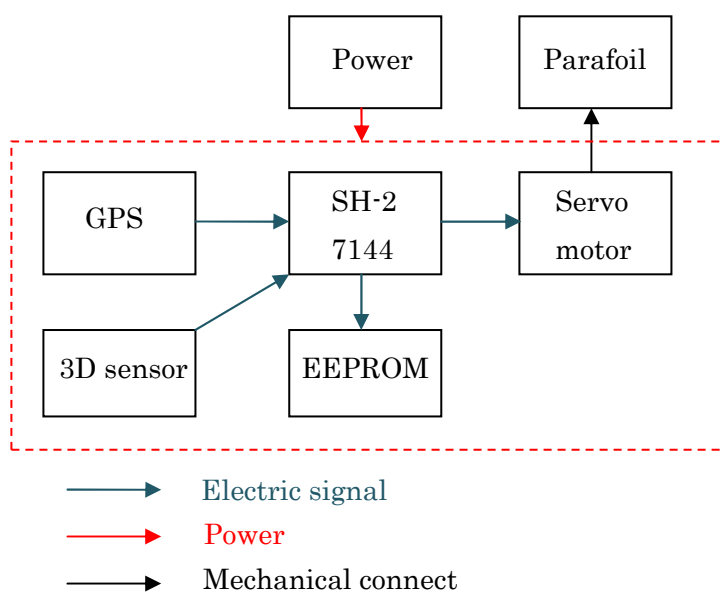 Power
Parafoil
GPS
SH-2
7144
Servo
motor
3D sensor
EEPROM
Electric signal
Power
Mechanical connect